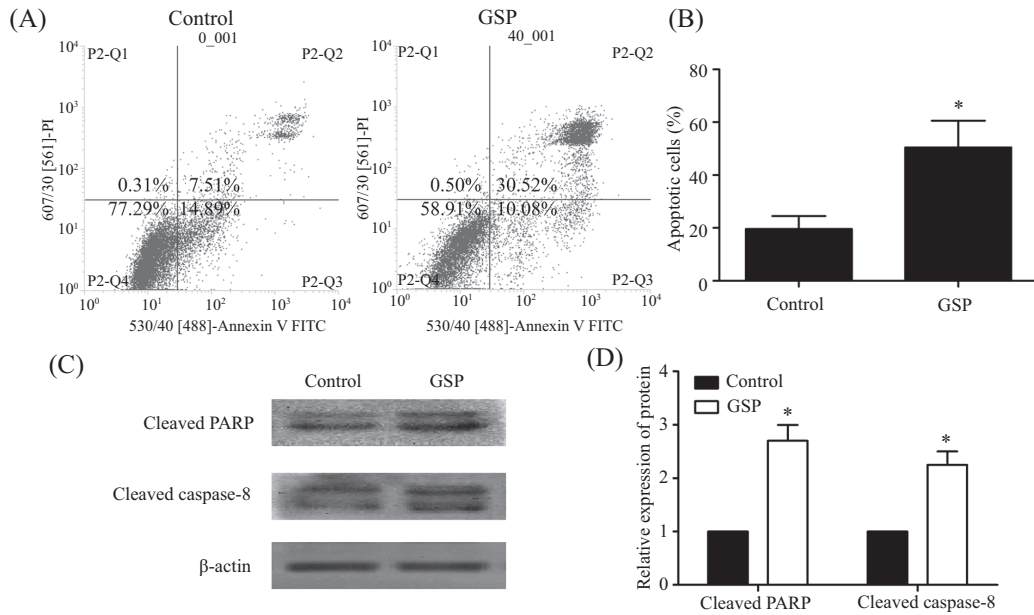 (A)
Control
0_001
P2-Q1
P2-Q2
10⁴
10³
10²
10¹
10⁰
607/30 [561]-PI
0.31%
7.51%
77.29%
14.89%
P2-Q4
P2-Q3
10⁰
10¹
10²
10³
10⁴
530/40 [488]-Annexin V FITC
GSP
40_001
P2-Q1
P2-Q2
10⁴
10³
10²
10¹
10⁰
607/30 [561]-PI
0.50%
30.52%
58.91%
10.08%
P2-Q4
P2-Q3
10⁰
10¹
10²
10³
10⁴
530/40 [488]-Annexin V FITC
(B)
80
60
40
20
0
Apoptotic cells (%)
*
Control
GSP
(C)
Control
GSP
Cleaved PARP
Cleaved caspase-8
β-actin
(D)
4
3
2
1
0
Relative expression of protein
Control
GSP
*
*
Cleaved PARP
Cleaved caspase-8